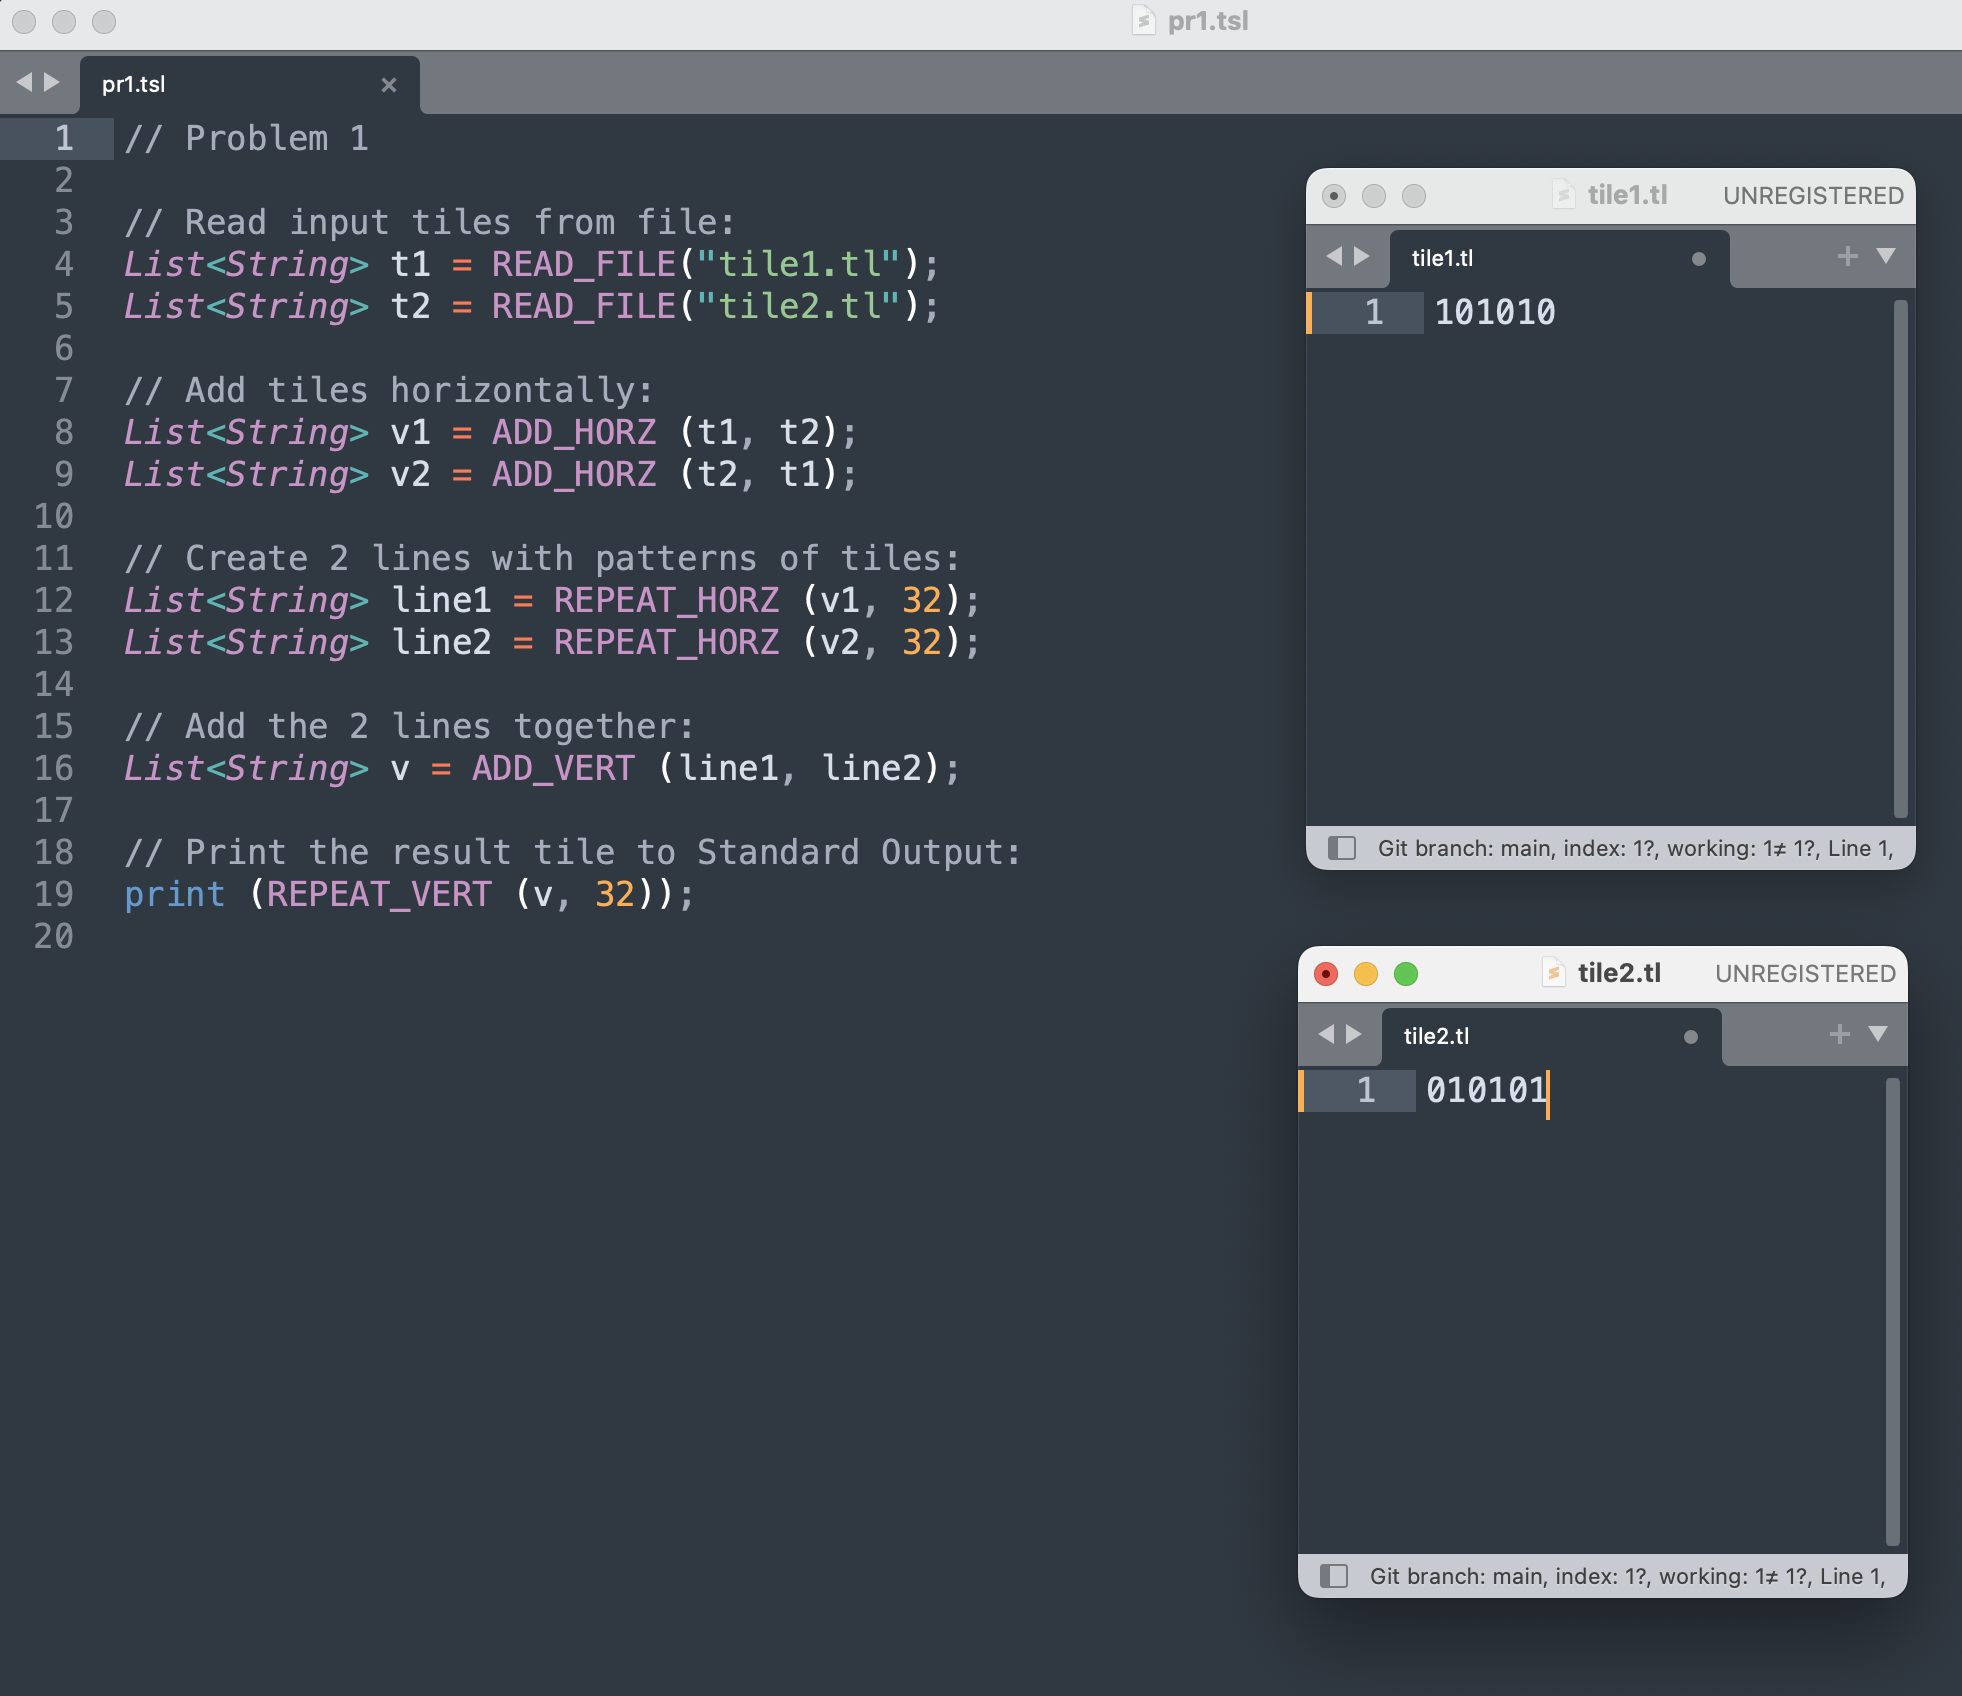 pr1.tsl
pr1.tsl
1 // Problem 1
2
3 // Read input tiles from file:
4 List<String> t1 = READ_FILE("tile1.tl");
5 List<String> t2 = READ_FILE("tile2.tl");
6
7 // Add tiles horizontally:
8 List<String> v1 = ADD_HORZ (t1, t2);
9 List<String> v2 = ADD_HORZ (t2, t1);
10
11 // Create 2 lines with patterns of tiles:
12 List<String> line1 = REPEAT_HORZ (v1, 32);
13 List<String> line2 = REPEAT_HORZ (v2, 32);
14
15 // Add the 2 lines together:
16 List<String> v = ADD_VERT (line1, line2);
17
18 // Print the result tile to Standard Output:
19 print (REPEAT_VERT (v, 32));
20
tile1.tl UNREGISTERED
tile1.tl
1 101010
Git branch: main, index: 1?, working: 1≠ 1?, Line 1,
tile2.tl UNREGISTERED
tile2.tl
1 010101
Git branch: main, index: 1?, working: 1≠ 1?, Line 1,